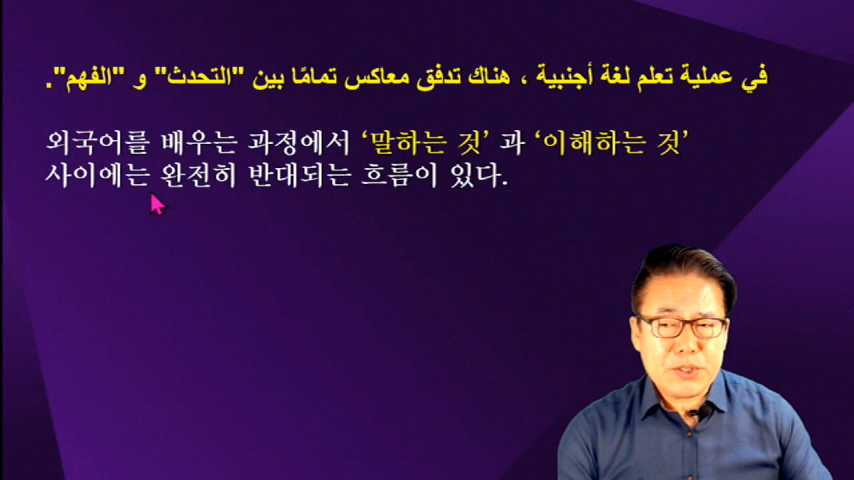 في عملية تعلم لغة أجنبية ، هناك تدفق معاكس تمامًا بين "التحدث" و "الفهم".
외국어를 배우는 과정에서 ‘말하는 것’ 과 ‘이해하는 것’
사이에는 완전히 반대되는 흐름이 있다.